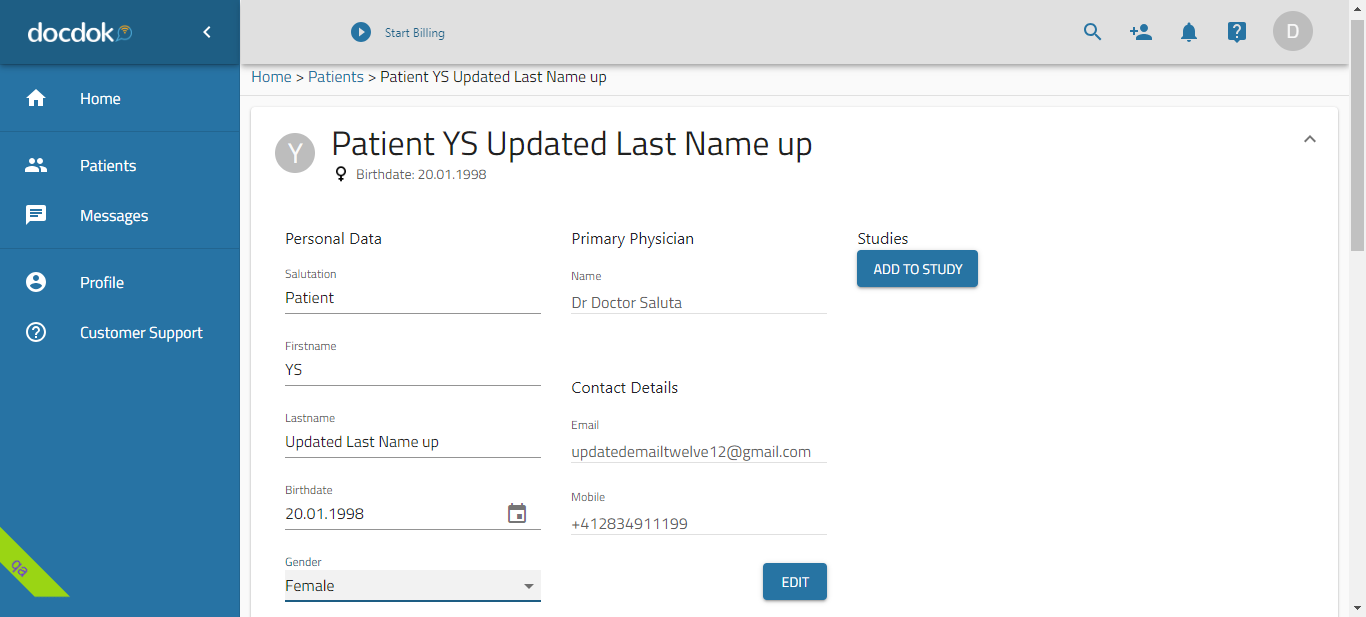 docdok
Start Billing
D
Home > Patients > Patient YS Updated Last Name up
Home
Patients
Messages
Profile
Customer Support
qa
Y
Patient YS Updated Last Name up
Birthdate: 20.01.1998
Personal Data
Salutation
Patient
Firstname
YS
Lastname
Updated Last Name up
Birthdate
20.01.1998
Gender
Female
Primary Physician
Name
Dr Doctor Saluta
Contact Details
Email
updatedemailtwelve12@gmail.com
Mobile
+412834911199
EDIT
Studies
ADD TO STUDY